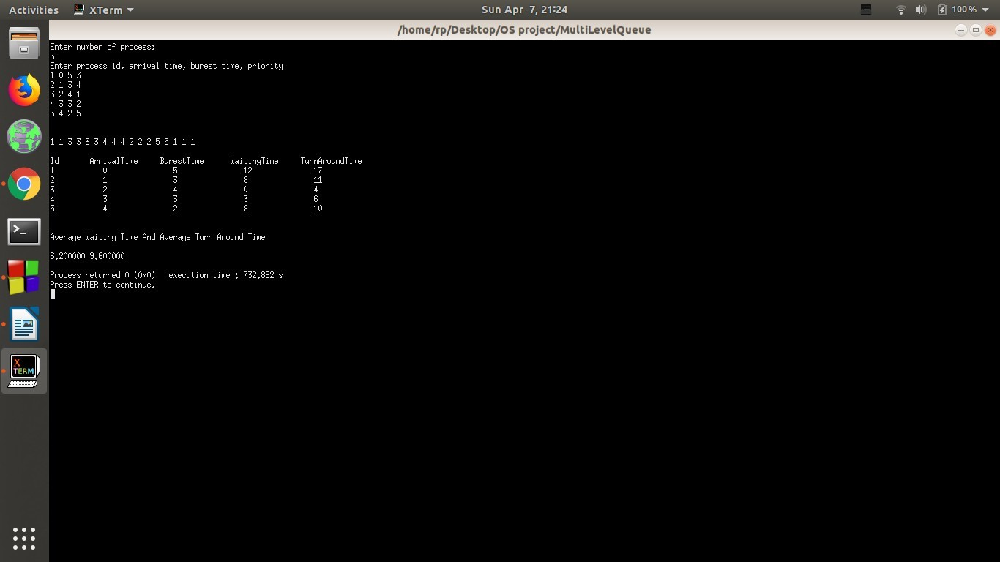 Activities XTerm Sun Apr 7, 21:24 100 %
/home/rp/Desktop/OS project/MultiLevelQueue
Enter number of process:
5
Enter process id, arrival time, burest time, priority
1 0 5 3
2 1 3 4
3 2 4 1
4 3 3 2
5 4 2 5
1 1 3 3 3 3 4 4 4 2 2 2 5 5 1 1 1
Id ArrivalTime BurestTime WaitingTime TurnAroundTime
1 0 5 12 17
2 1 3 8 11
3 2 4 0 4
4 3 3 3 6
5 4 2 8 10
Average Waiting Time And Average Turn Around Time
6.200000 9.600000
Process returned 0 (0x0) execution time : 732.892 s
Press ENTER to continue.
X
TERM